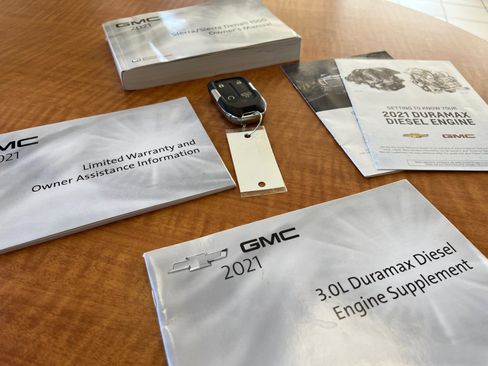 GMC
2021
Sierra/Sierra Denali 1500
Owner's Manual
GETTING TO KNOW YOUR
2021 DURAMAX
DIESEL ENGINE
GMC
GMC
2021
Limited Warranty and
Owner Assistance Information
GMC
2021
3.0L Duramax Diesel
Engine Supplement